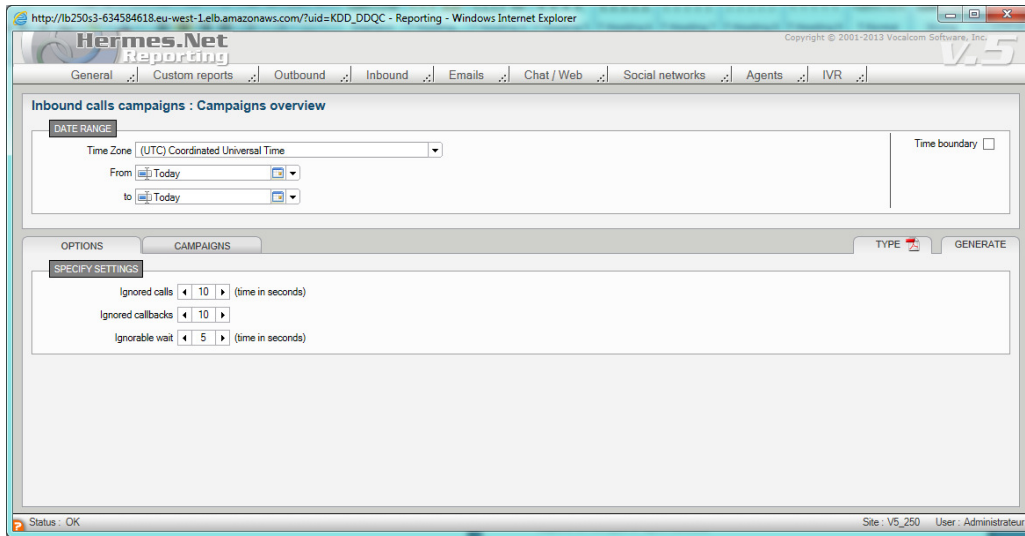 http://lb250s3-634584618.eu-west-1.elb.amazonaws.com/?uid=KDD_DDQC - Reporting - Windows Internet Explorer
Hermes.Net
Reporting
Copyright © 2001-2013 Vocalcom Software, Inc.
V.5
General Custom reports Outbound Inbound Emails Chat / Web Social networks Agents IVR
Inbound calls campaigns : Campaigns overview
DATE RANGE
Time Zone (UTC) Coordinated Universal Time
Time boundary
From Today
to Today
OPTIONS CAMPAIGNS TYPE GENERATE
SPECIFY SETTINGS
Ignored calls 10 (time in seconds)
Ignored callbacks 10
Ignorable wait 5 (time in seconds)
Status : OK Site : V5_250 User : Administrateur